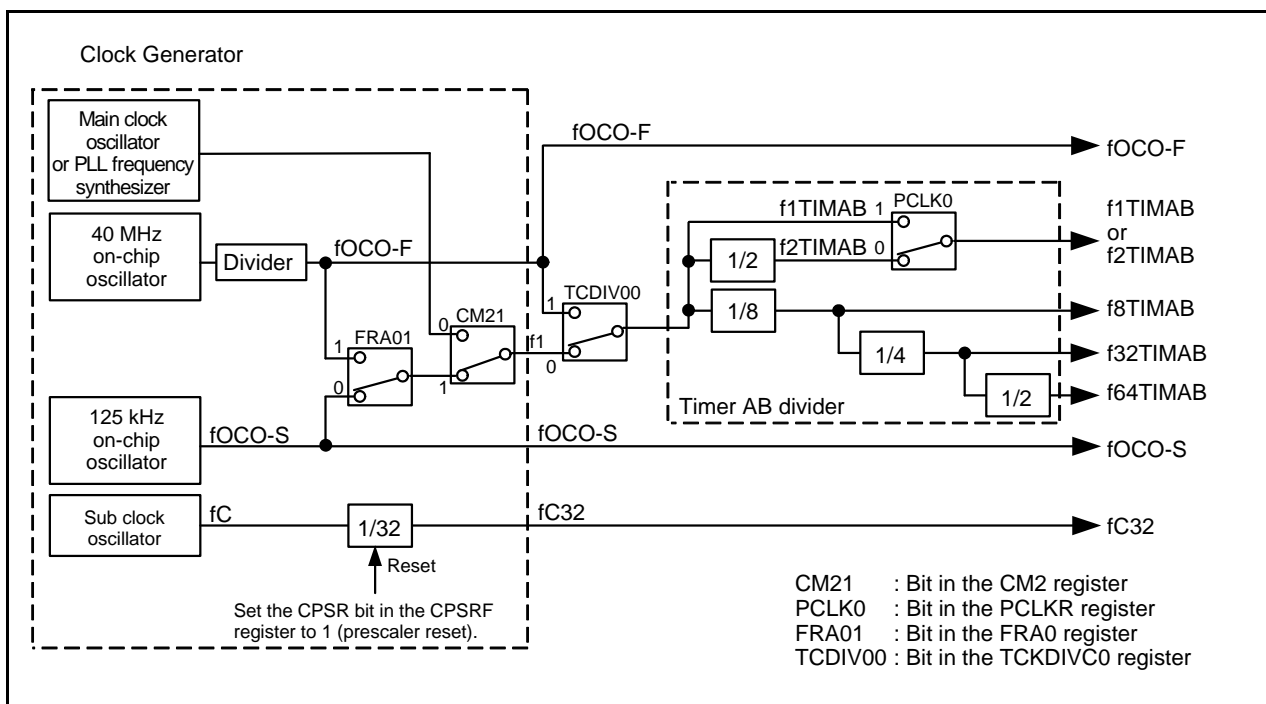 Clock Generator
Main clock
oscillator
or PLL frequency
synthesizer
40 MHz
on-chip
oscillator
Divider
fOCO-F
fOCO-F
fOCO-F
FRA01
1
0
CM21
0
1
f1
TCDIV00
1
0
f1TIMAB 1
f2TIMAB 0
PCLK0
1/2
1/8
1/4
1/2
Timer AB divider
f1TIMAB
or
f2TIMAB
f8TIMAB
f32TIMAB
f64TIMAB
125 kHz
on-chip
oscillator
fOCO-S
fOCO-S
fOCO-S
Sub clock
oscillator
fC
1/32
fC32
fC32
Reset
Set the CPSR bit in the CPSRF
register to 1 (prescaler reset).
CM21 : Bit in the CM2 register
PCLK0 : Bit in the PCLKR register
FRA01 : Bit in the FRA0 register
TCDIV00 : Bit in the TCKDIVC0 register